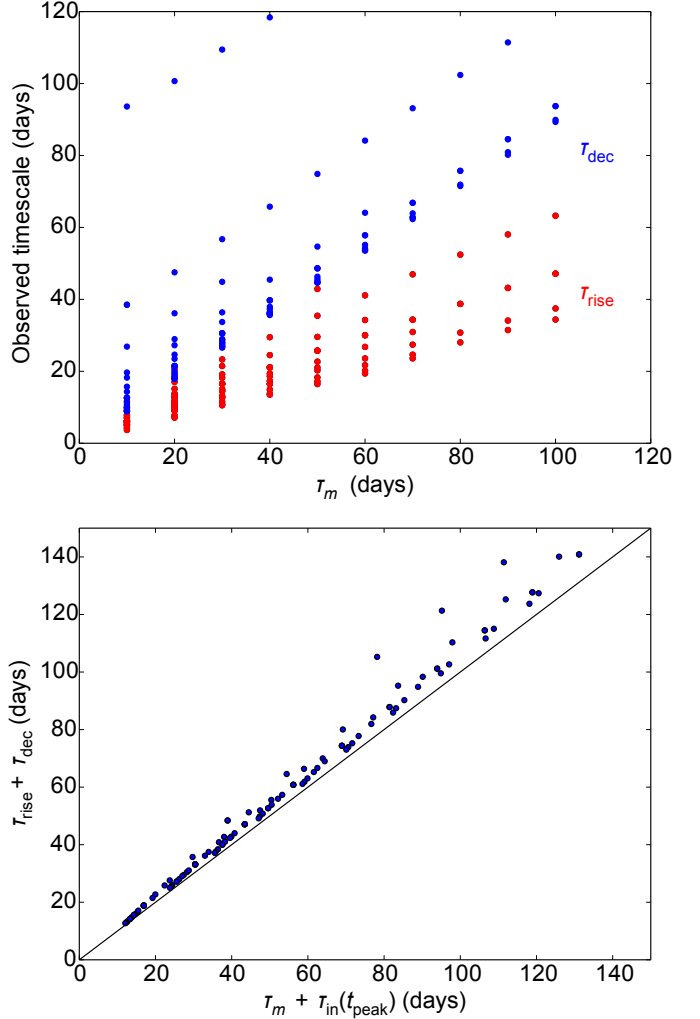 120
100
80
60
40
20
0
Observed timescale (days)
τdec
τrise
0 20 40 60 80 100 120
τm (days)
140
120
100
80
60
40
20
0
τrise + τdec (days)
0 20 40 60 80 100 120 140
τm + τin(tpeak) (days)